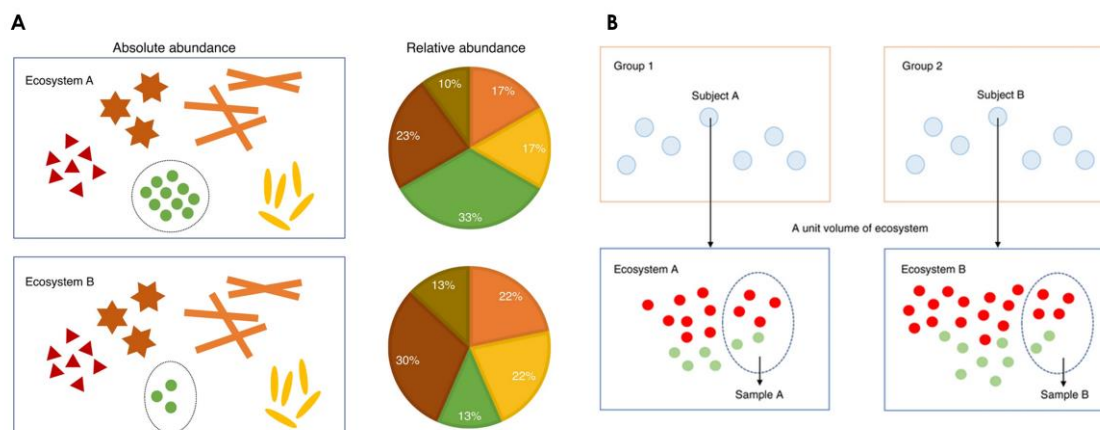 A
Absolute abundance
Relative abundance
Ecosystem A
10%
17%
23%
17%
33%
Ecosystem B
13%
22%
30%
22%
13%
B
Group 1
Group 2
Subject A
Subject B
A unit volume of ecosystem
Ecosystem A
Ecosystem B
Sample A
Sample B